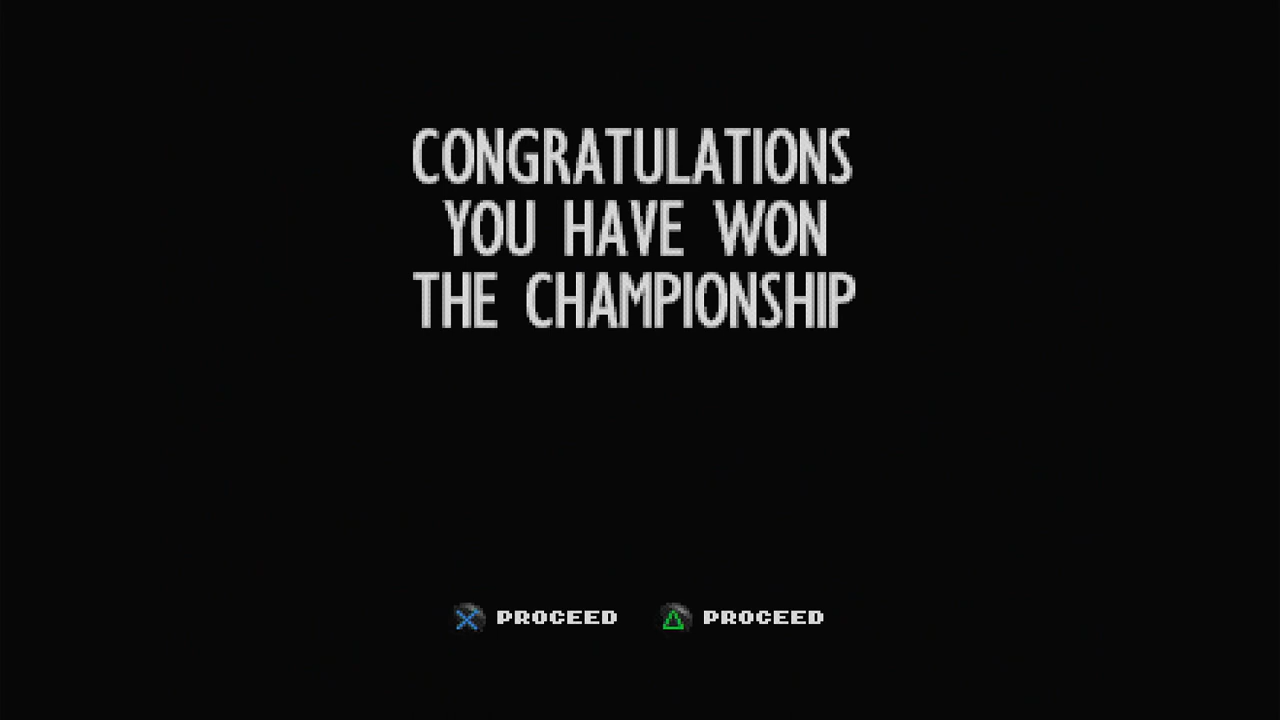 CONGRATULATIONS
YOU HAVE WON
THE CHAMPIONSHIP
PROCEED PROCEED